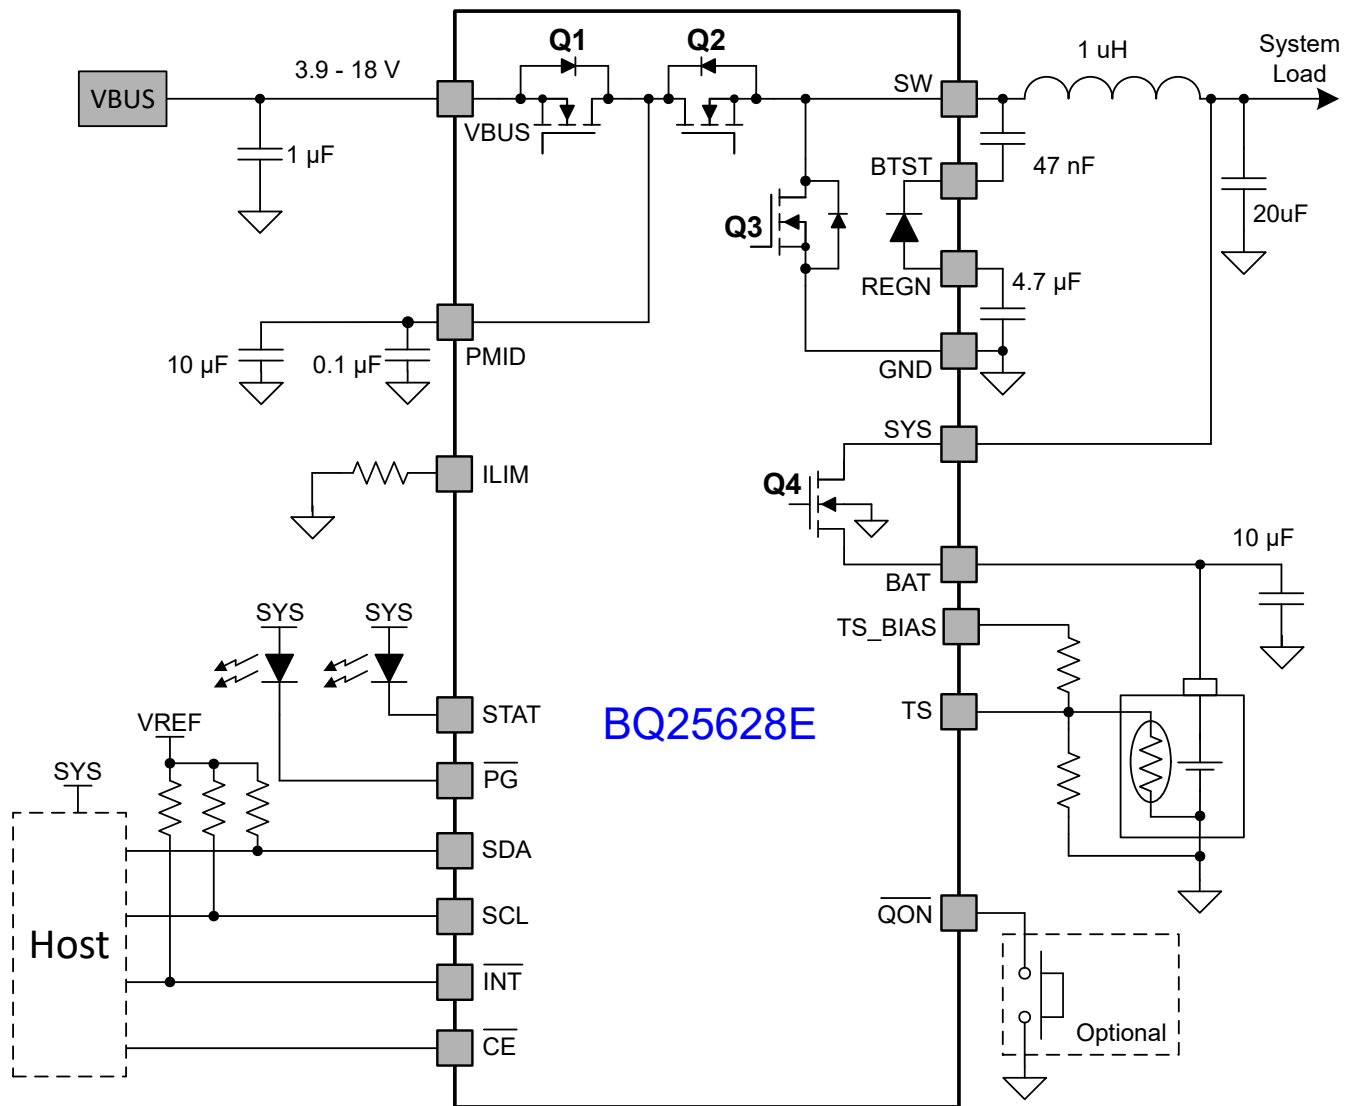 Q1
Q2
VBUS
3.9 - 18 V
VBUS
1 µF
SW
1 uH
System
Load
BTST
47 nF
20uF
Q3
REGN
4.7 µF
10 µF
0.1 µF
PMID
GND
SYS
ILIM
Q4
BAT
10 µF
SYS
SYS
TS_BIAS
STAT
BQ25628E
TS
VREF
SYS
PG
SDA
SCL
QON
Host
INT
Optional
CE